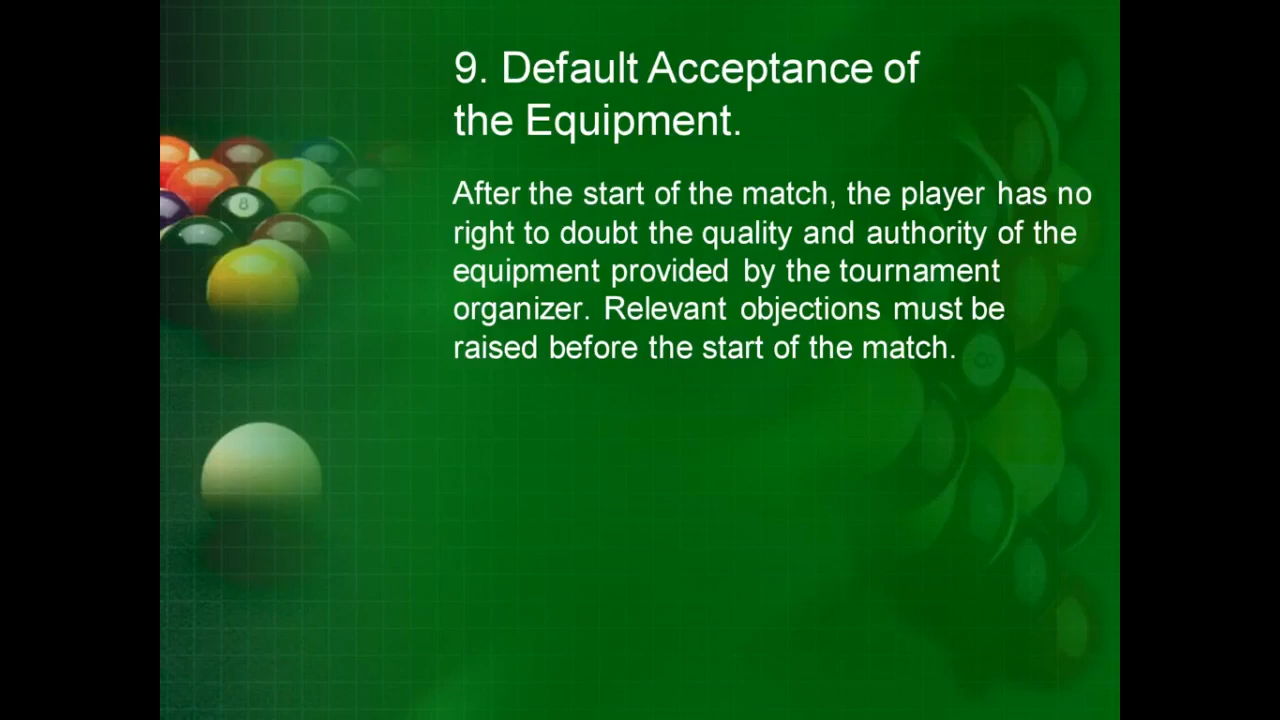 9. Default Acceptance of
the Equipment.
After the start of the match, the player has no
right to doubt the quality and authority of the
equipment provided by the tournament
organizer. Relevant objections must be
raised before the start of the match.
8
8